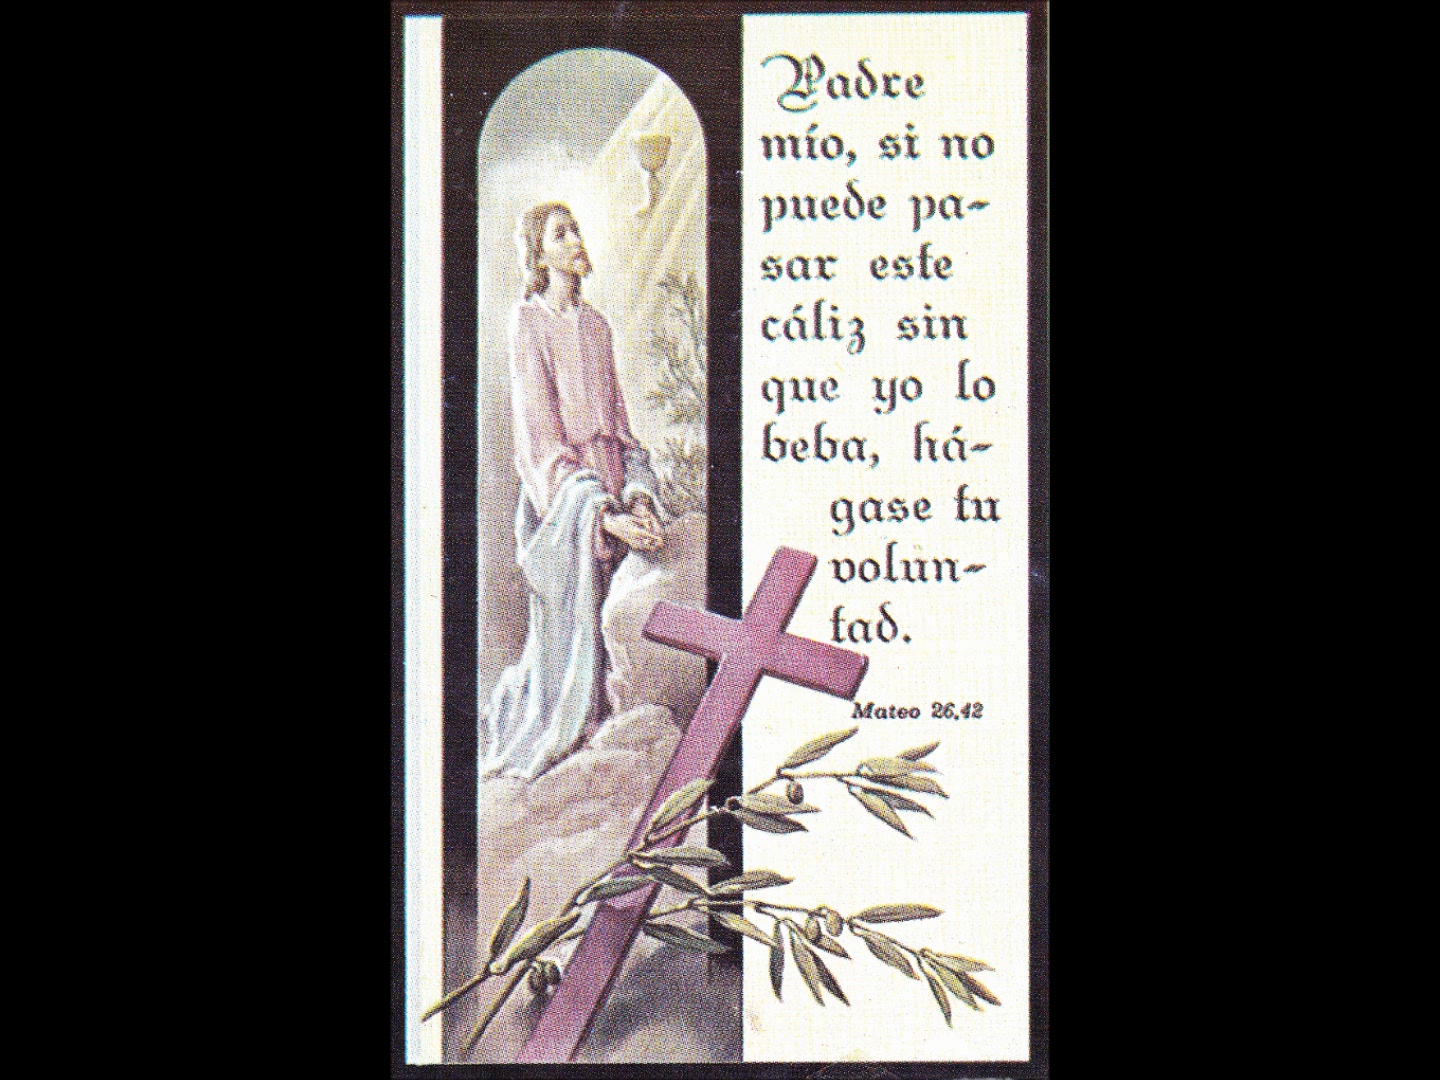 Padre
mío, si no
puede pa-
sar este
cáliz sin
que yo lo
beba, há-
gase tu
volun-
tad.
Mateo 26,42